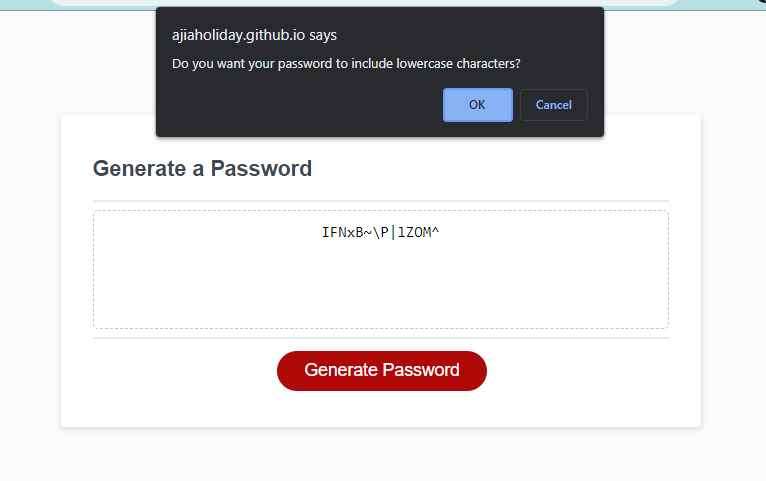 ajiaholiday.github.io says
Do you want your password to include lowercase characters?
OK
Cancel
Generate a Password
IFNxB~\P|lZOM^
Generate Password